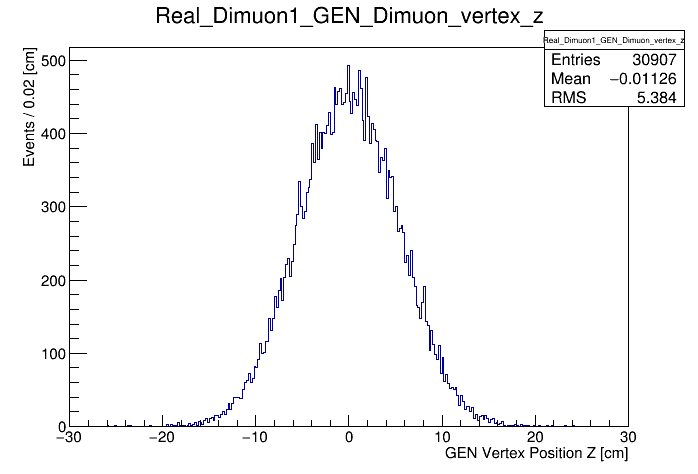 Real_Dimuon1_GEN_Dimuon_vertex_z
Real_Dimuon1_GEN_Dimuon_vertex_z
Entries 30907
Mean −0.01126
RMS 5.384
Events / 0.02 [cm]
500
400
300
200
100
0
−30 −20 −10 0 10 20 30
GEN Vertex Position Z [cm]